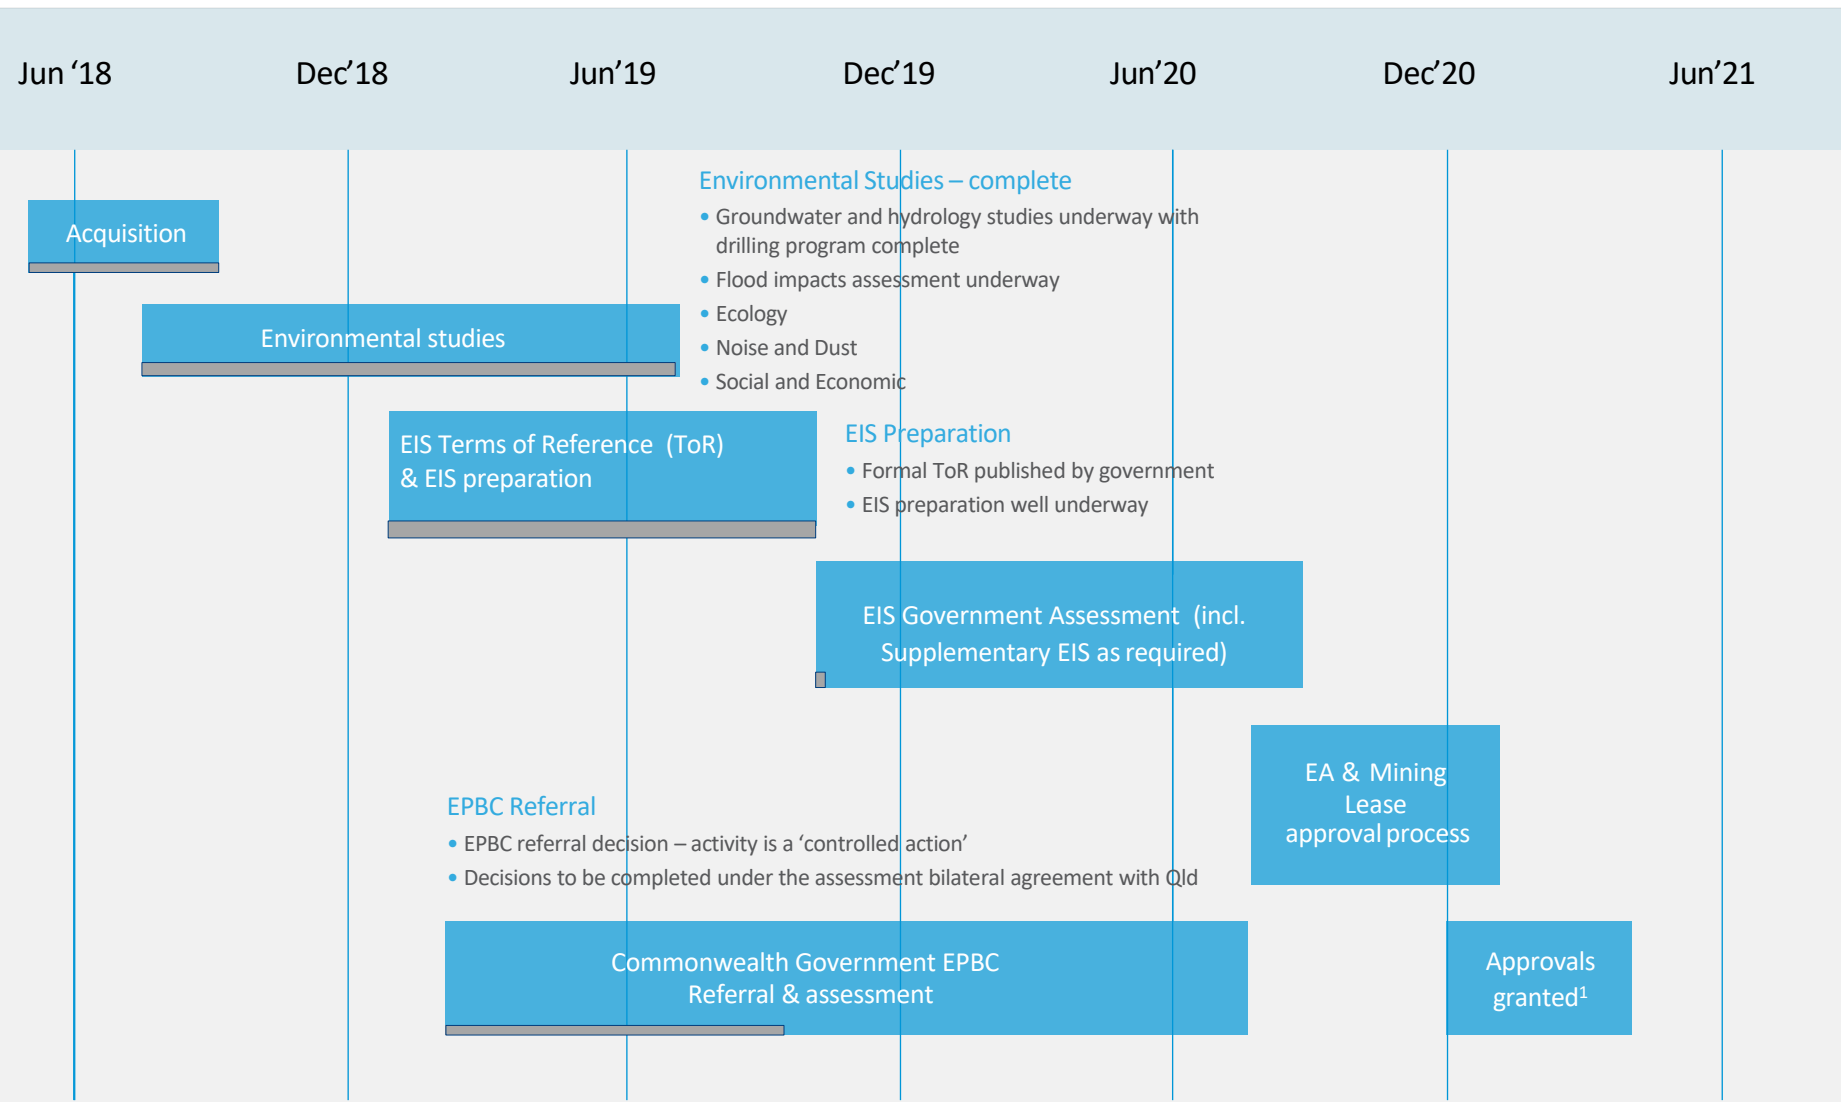 Jun ‘18 Dec’18 Jun’19 Dec’19 Jun’20 Dec’20 Jun’21
Acquisition
Environmental studies
Environmental Studies – complete
• Groundwater and hydrology studies underway with
drilling program complete
• Flood impacts assessment underway
• Ecology
• Noise and Dust
• Social and Economic
EIS Terms of Reference (ToR)
& EIS preparation
EIS Preparation
• Formal ToR published by government
• EIS preparation well underway
EIS Government Assessment (incl.
Supplementary EIS as required)
EA & Mining
Lease
approval process
EPBC Referral
• EPBC referral decision – activity is a ‘controlled action’
• Decisions to be completed under the assessment bilateral agreement with Qld
Commonwealth Government EPBC
Referral & assessment
Approvals
granted¹